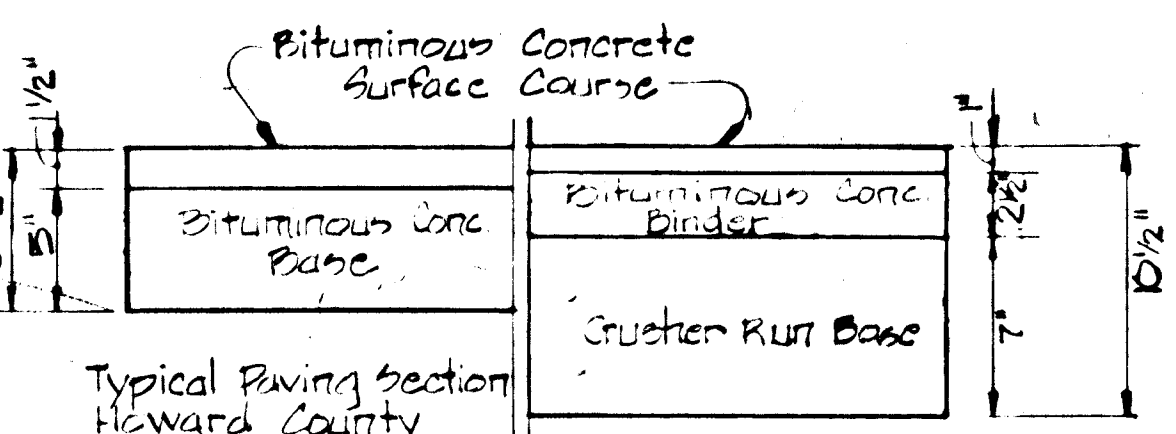 Bituminous Concrete
Surface Course
1 1/2"
1"
Bituminous Conc.
Base
5"
Bituminous Conc.
Binder
2 1/2"
10 1/2"
Crusher Run Base
7"
Typical Paving Section
Howard County